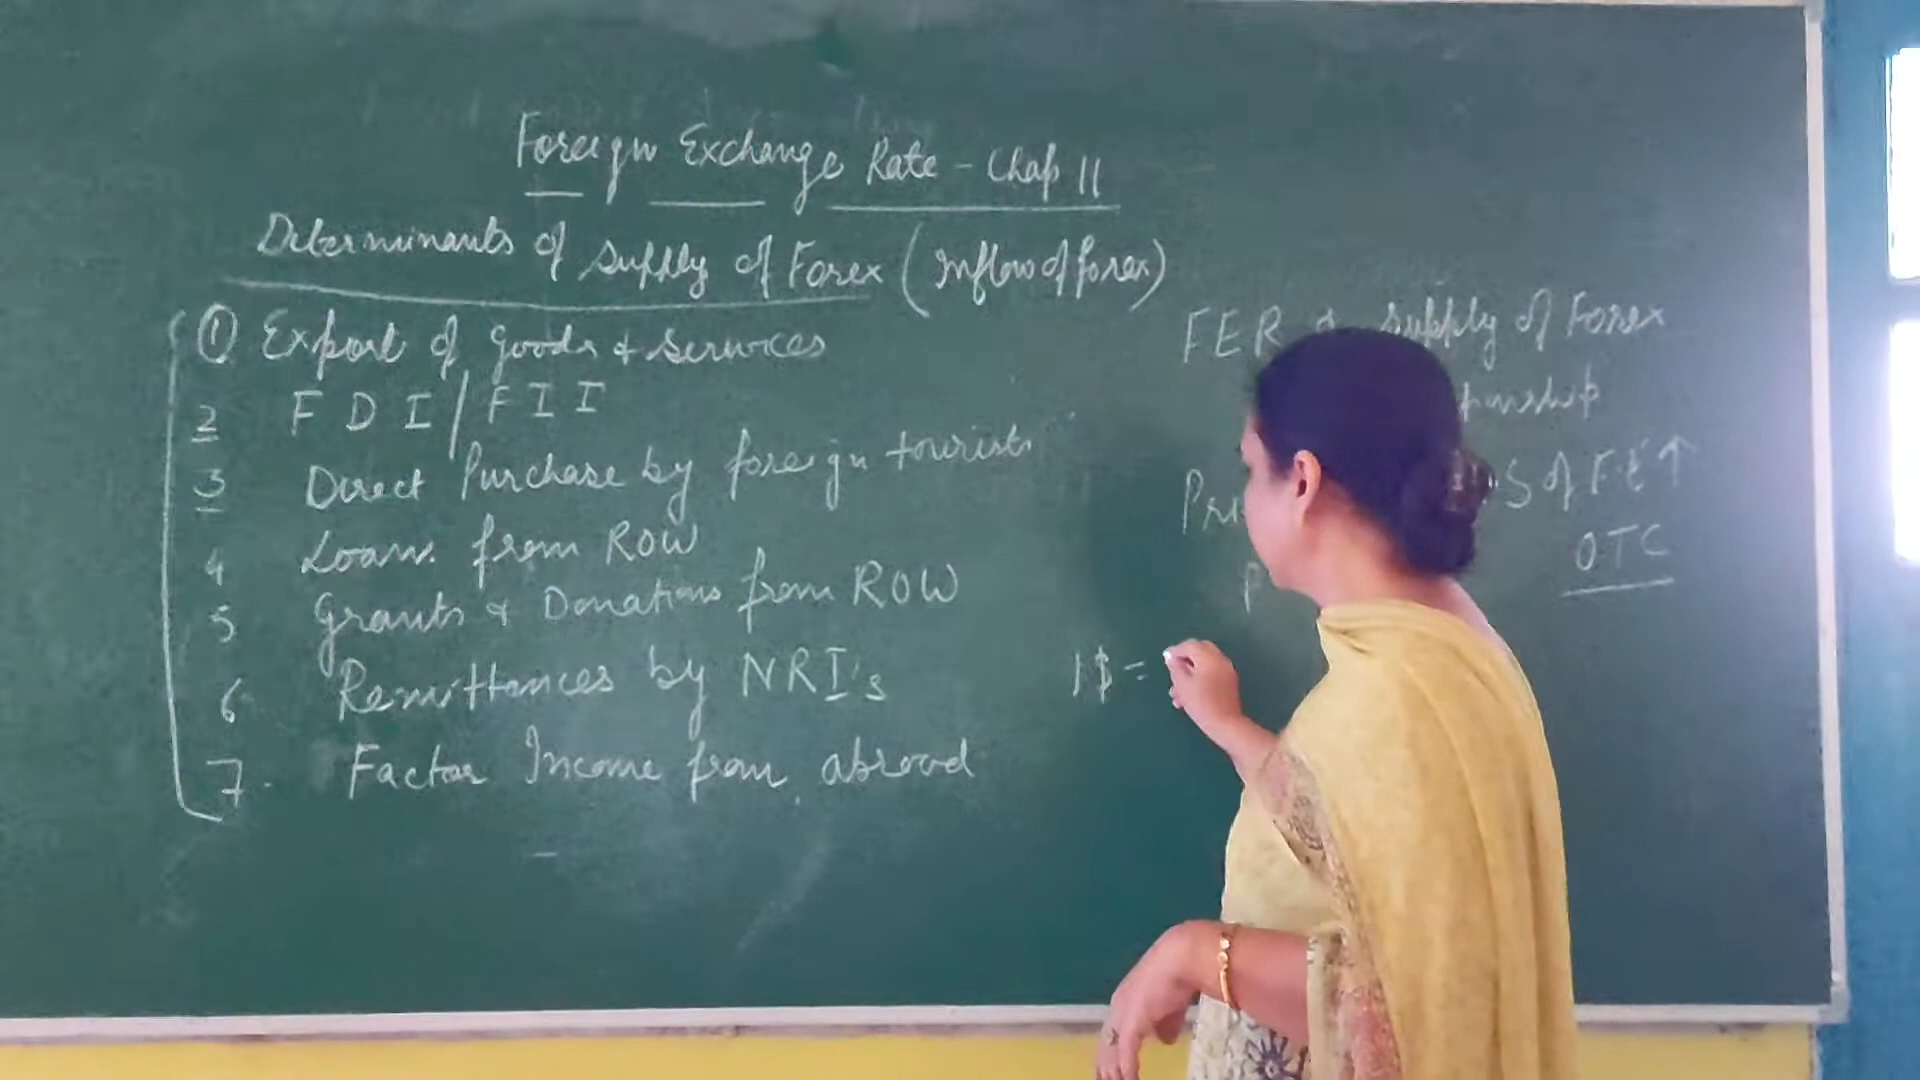 Foreign Exchange Rate - Chap 11
Determinants of Supply of Forex (Inflow of forex)
① Export of goods & services
2 FDI/FII
3 Direct Purchase by foreign tourists
4 Loans from ROW
5 Grants & Donations from ROW
6 Remittances by NRI's
7. Factor Income from abroad
FER & Supply of Forex
S of F.E ↑
OTC
1$ =